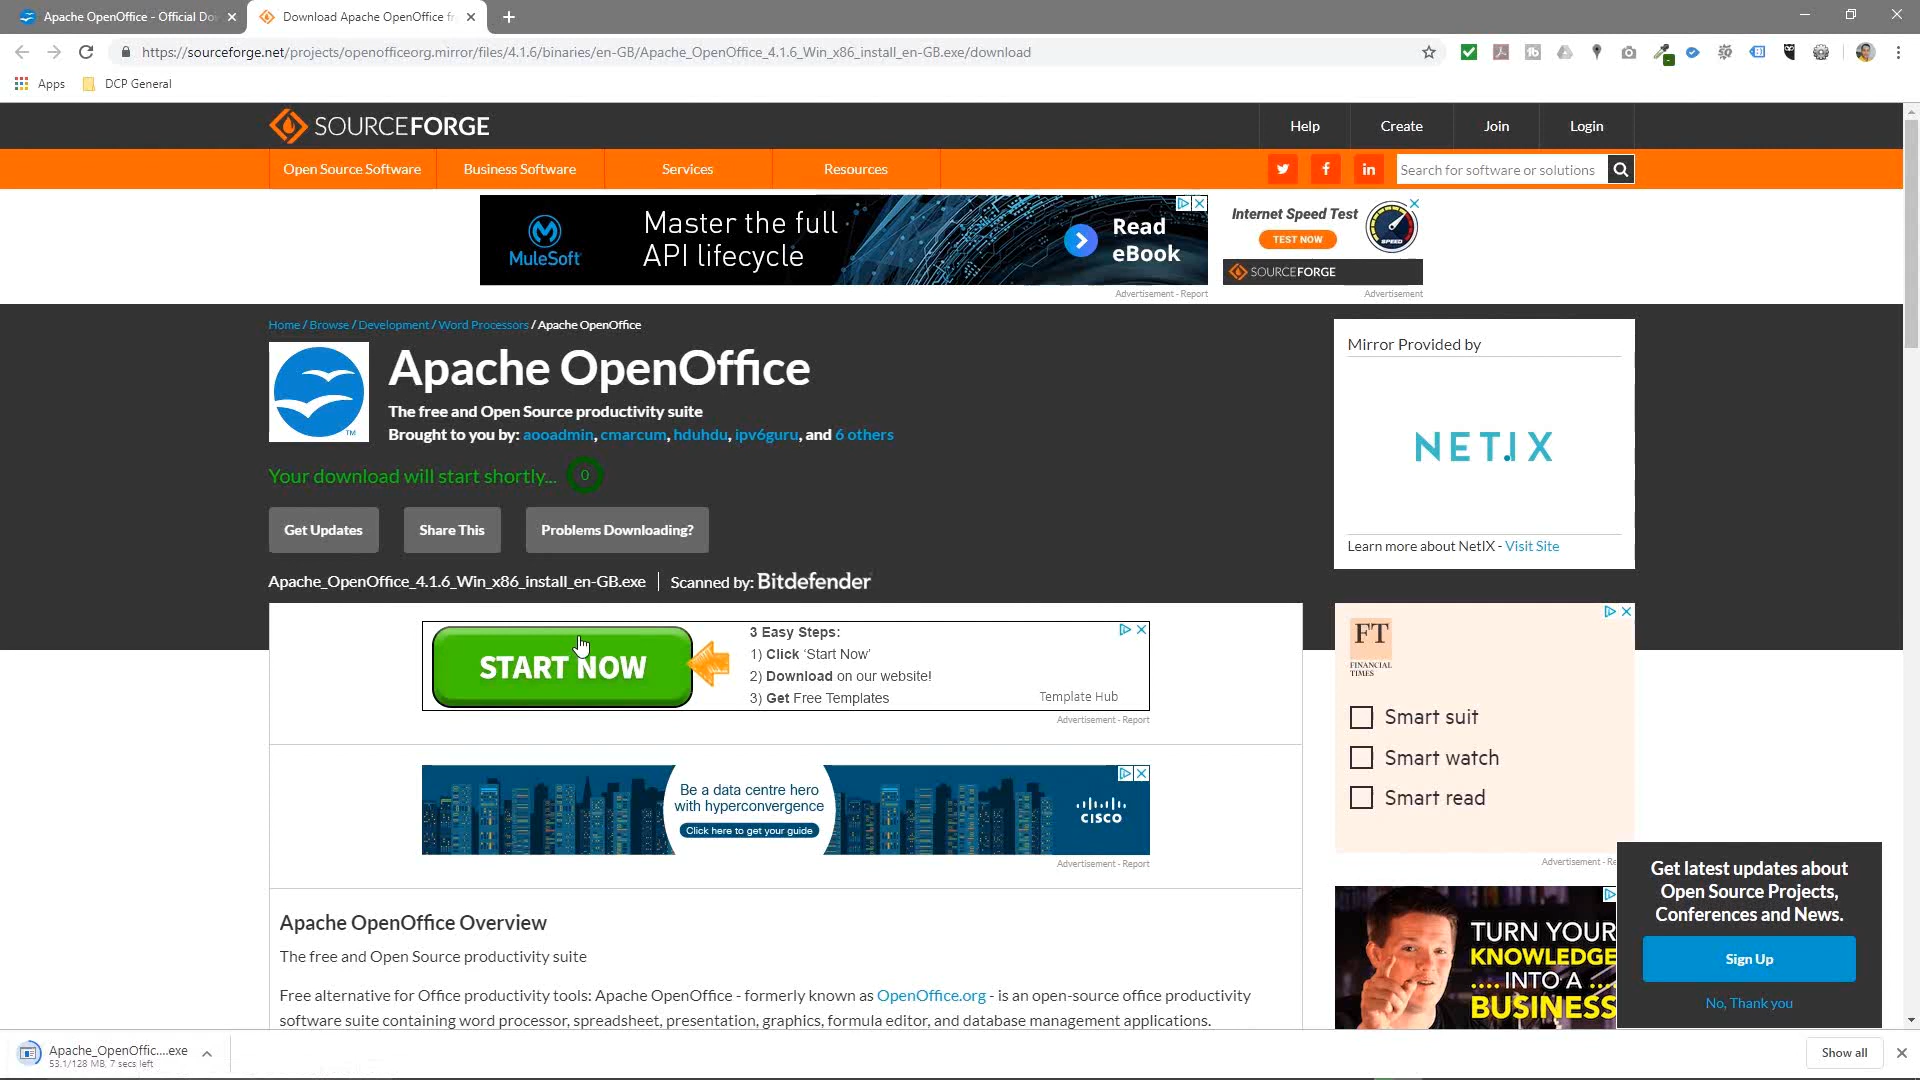 Apache OpenOffice - Official Do
Download Apache OpenOffice fr
https://sourceforge.net/projects/openofficeorg.mirror/files/4.1.6/binaries/en-GB/Apache_OpenOffice_4.1.6_Win_x86_install_en-GB.exe/download
Apps DCP General
SOURCEFORGE
Help Create Join Login
Open Source Software Business Software Services Resources
Search for software or solutions
MuleSoft
Master the full
API lifecycle
Read
eBook
Advertisement - Report
Internet Speed Test
TEST NOW
SPEED
SOURCEFORGE
Advertisement
Home / Browse / Development / Word Processors / Apache OpenOffice
Apache OpenOffice
TM
The free and Open Source productivity suite
Brought to you by: aooadmin, cmarcum, hduhdu, ipv6guru, and 6 others
Your download will start shortly... 0
Get Updates Share This Problems Downloading?
Apache_OpenOffice_4.1.6_Win_x86_install_en-GB.exe Scanned by: Bitdefender
Mirror Provided by
NET.IX
Learn more about NetIX - Visit Site
START NOW
3 Easy Steps:
1) Click ‘Start Now’
2) Download on our website!
3) Get Free Templates
Template Hub
Advertisement - Report
Be a data centre hero
with hyperconvergence
Click here to get your guide
CISCO
Advertisement - Report
FT
FINANCIAL
TIMES
Smart suit
Smart watch
Smart read
Advertisement - Re
Apache OpenOffice Overview
The free and Open Source productivity suite
Free alternative for Office productivity tools: Apache OpenOffice - formerly known as OpenOffice.org - is an open-source office productivity
software suite containing word processor, spreadsheet, presentation, graphics, formula editor, and database management applications.
TURN YOUR
KNOWLEDGE
.... INTO A ....
BUSINESS
Get latest updates about
Open Source Projects,
Conferences and News.
Sign Up
No, Thank you
Apache_OpenOffic....exe
53.1/128 MB, 7 secs left
Show all